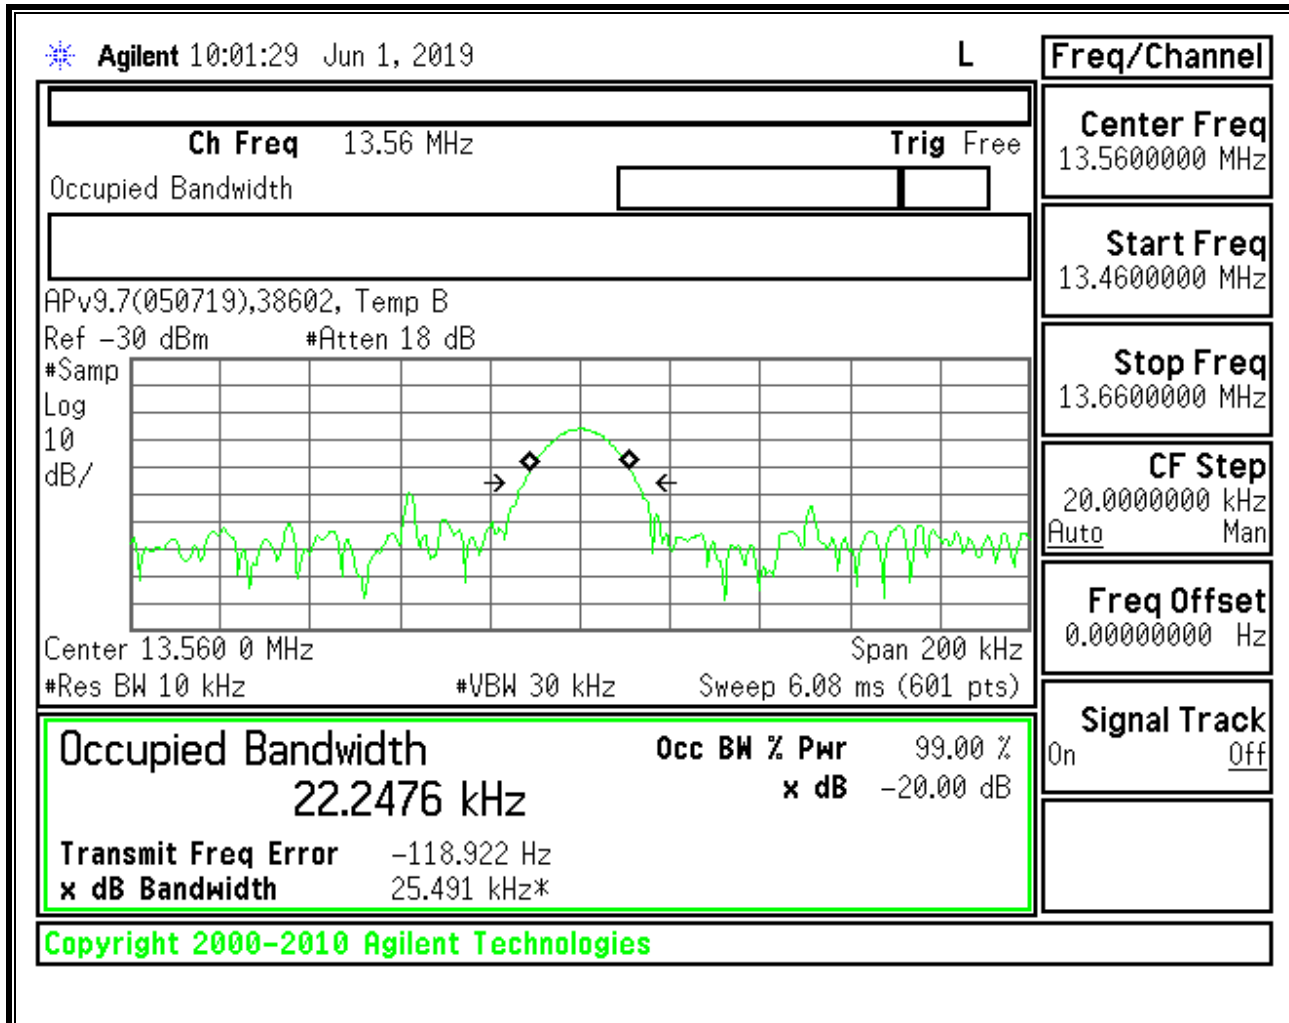 Agilent 10:01:29 Jun 1, 2019 L
Ch Freq 13.56 MHz Trig Free
Occupied Bandwidth
APv9.7(050719),38602, Temp B
Ref -30 dBm #Atten 18 dB
#Samp
Log
10
dB/
Center 13.560 0 MHz Span 200 kHz
#Res BW 10 kHz #VBW 30 kHz Sweep 6.08 ms (601 pts)
Occupied Bandwidth
22.2476 kHz
Occ BW % Pwr 99.00 %
x dB -20.00 dB
Transmit Freq Error -118.922 Hz
x dB Bandwidth 25.491 kHz*
Copyright 2000-2010 Agilent Technologies
Freq/Channel
Center Freq
13.5600000 MHz
Start Freq
13.4600000 MHz
Stop Freq
13.6600000 MHz
CF Step
20.0000000 kHz
Auto Man
Freq Offset
0.00000000 Hz
Signal Track
On Off